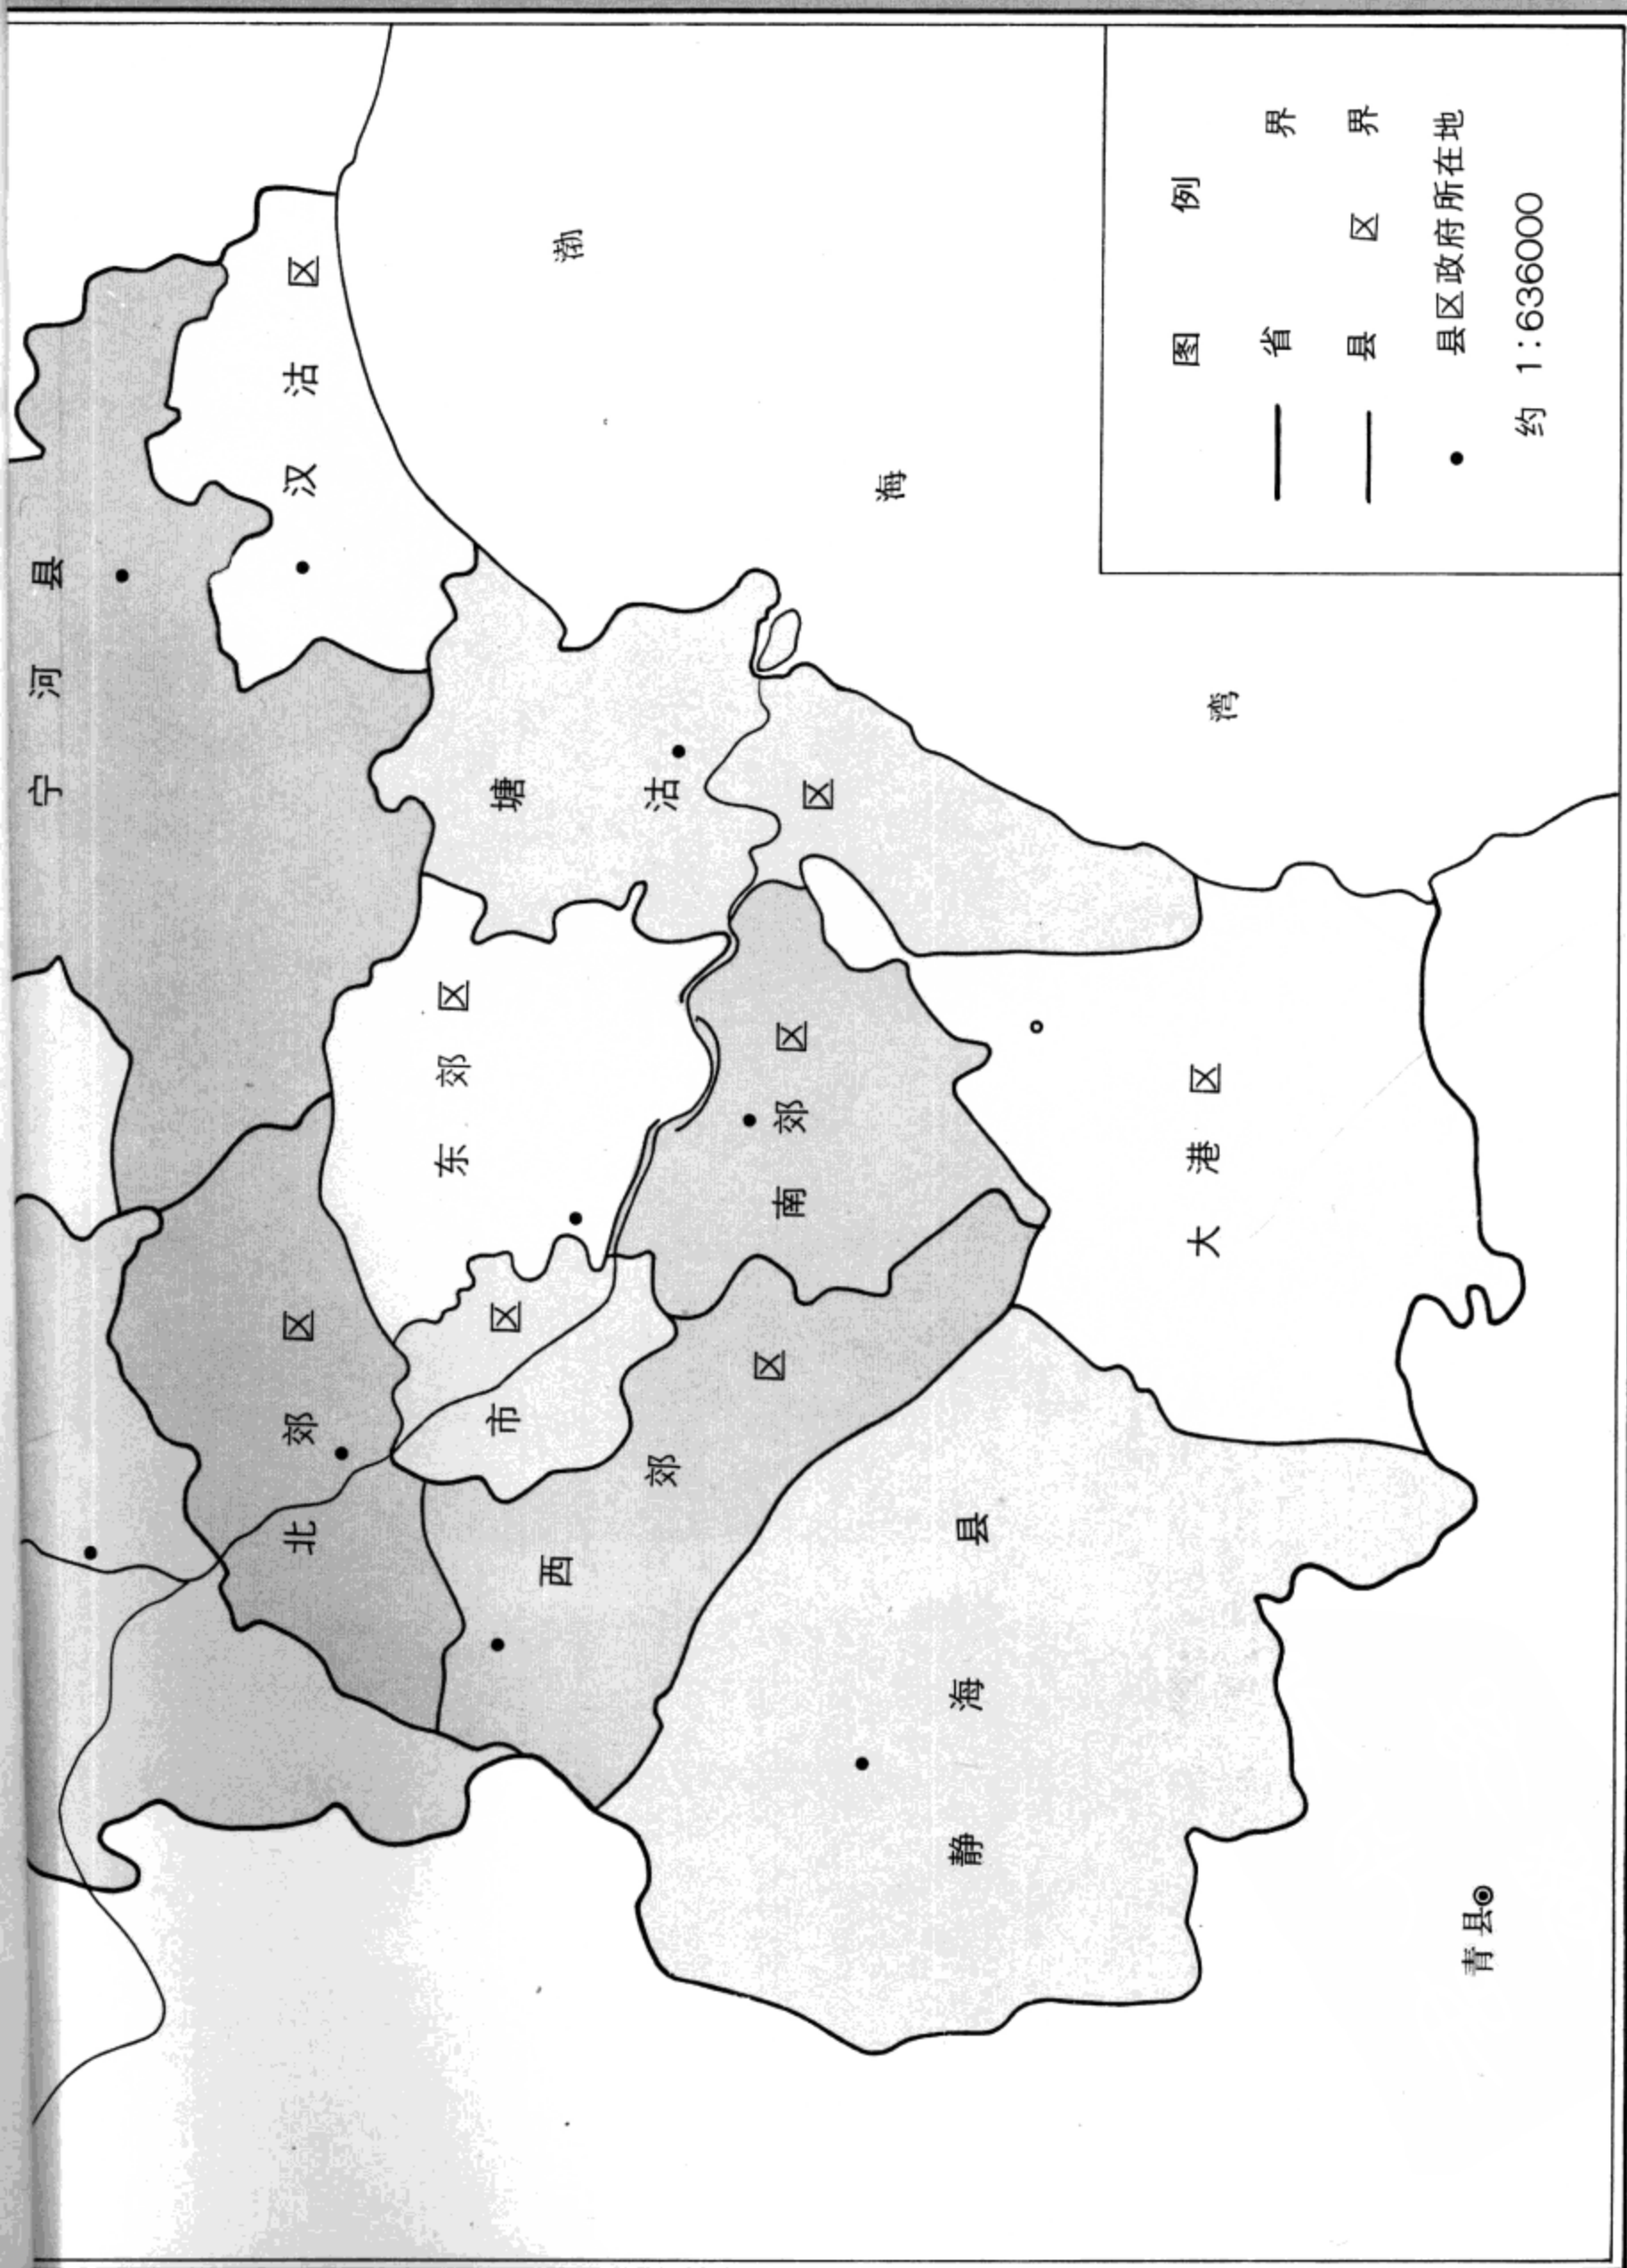 宁河县
汉沽区
塘沽区
东郊区
北郊区
市区
西郊区
南郊区
大港区
静海县
青县
渤海湾
图例
省界
县区界
县区政府所在地
约 1:636000